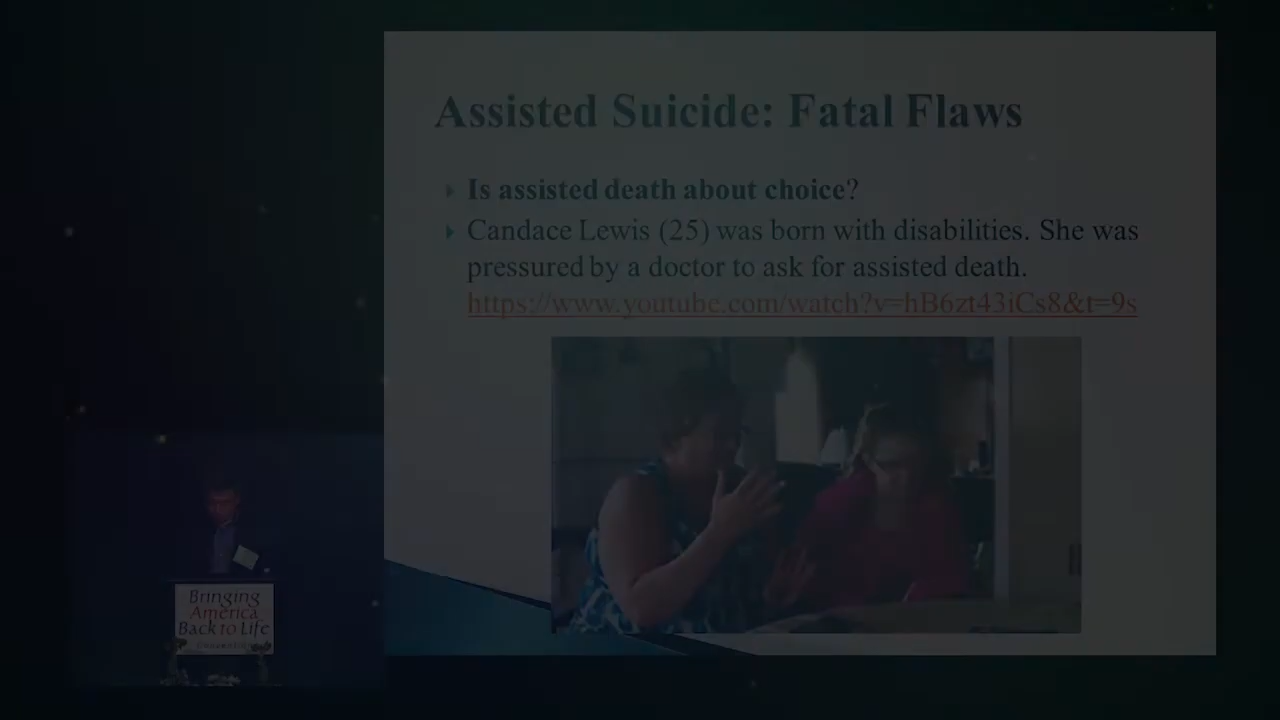 Assisted Suicide: Fatal Flaws
Is assisted death about choice?
Candace Lewis (25) was born with disabilities. She was
pressured by a doctor to ask for assisted death.
https://www.youtube.com/watch?v=hB6zt43iCs8&t=9s
Bringing
America
Back to Life